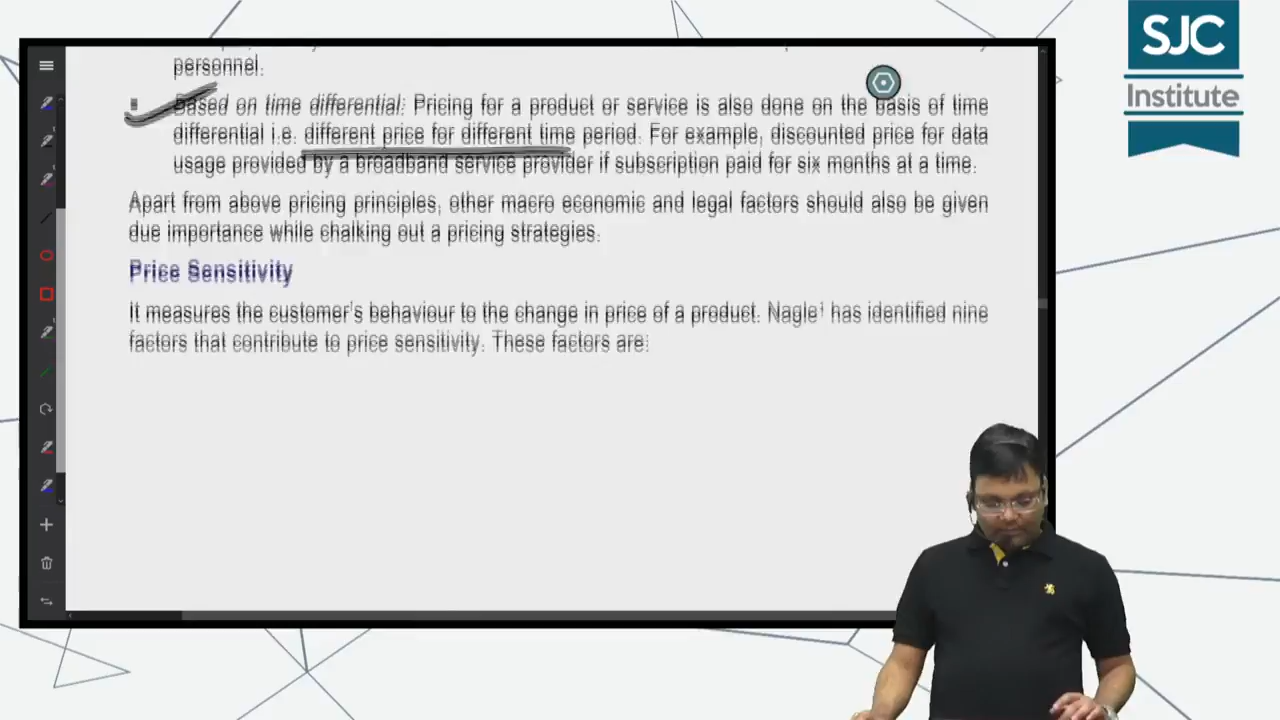 SJC
Institute
personnel.
Based on time differential: Pricing for a product or service is also done on the basis of time
differential i.e. different price for different time period. For example, discounted price for data
usage provided by a broadband service provider if subscription paid for six months at a time.
Apart from above pricing principles, other macro economic and legal factors should also be given
due importance while chalking out a pricing strategies.
Price Sensitivity
It measures the customer's behaviour to the change in price of a product. Nagle¹ has identified nine
factors that contribute to price sensitivity. These factors are: